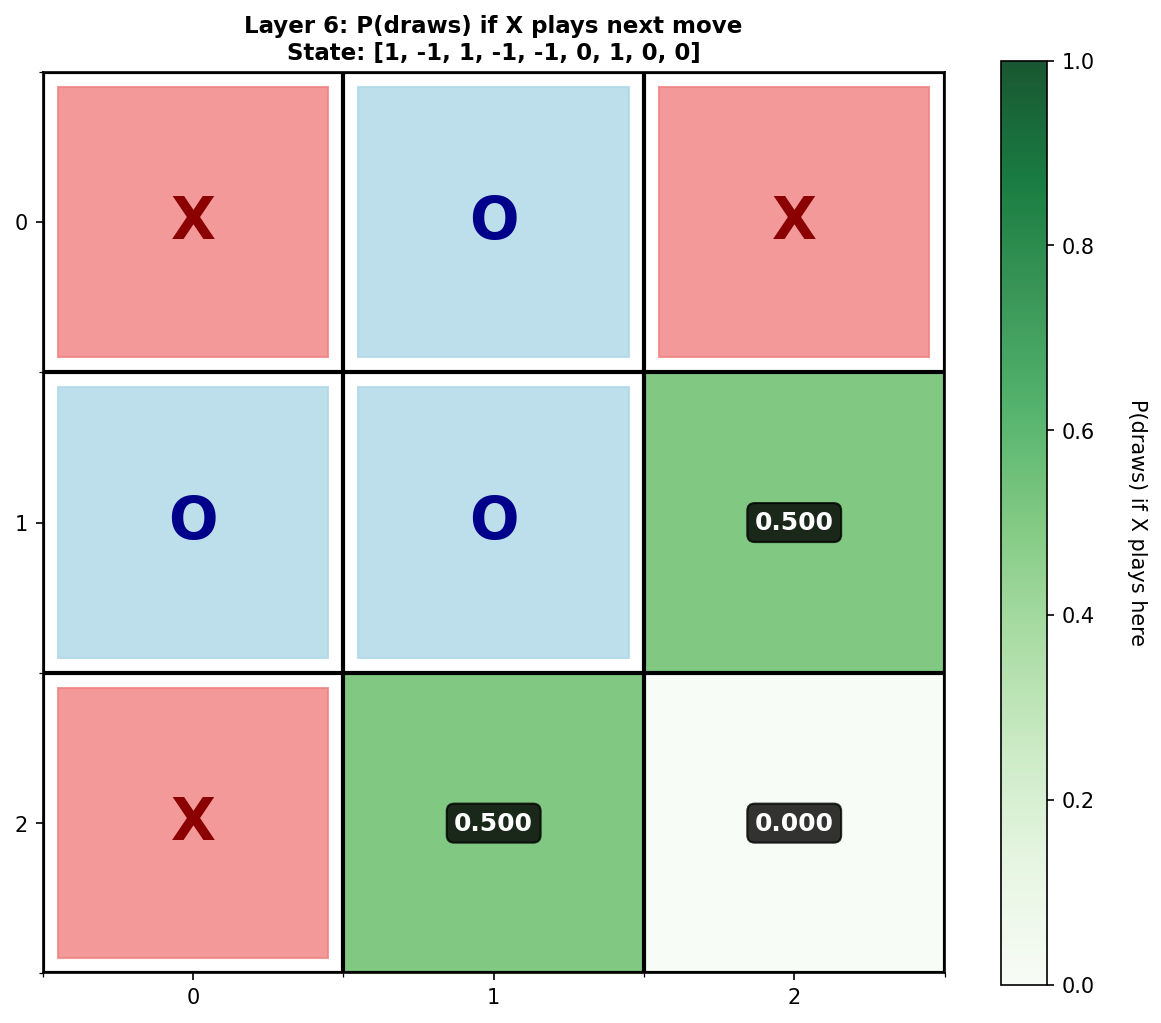 Layer 6: P(draws) if X plays next move
State: [1, -1, 1, -1, -1, 0, 1, 0, 0]
0
X
O
X
1
O
O
0.500
2
X
0.500
0.000
0
1
2
1.0
0.8
0.6
0.4
0.2
0.0
P(draws) if X plays here